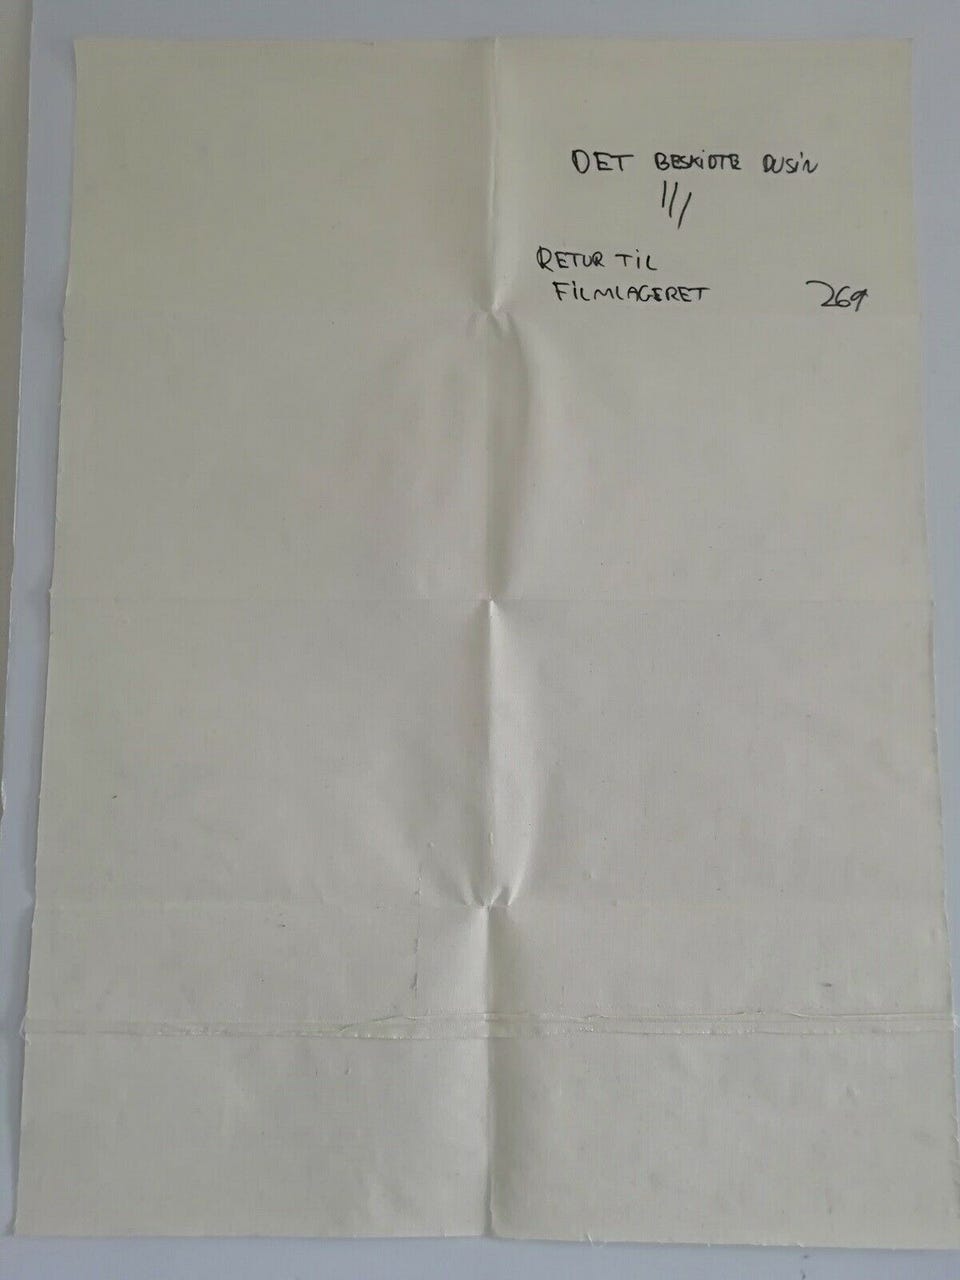 DET BESKIDTE DUSIN
///
RETUR TIL
FILMLAGERET 269